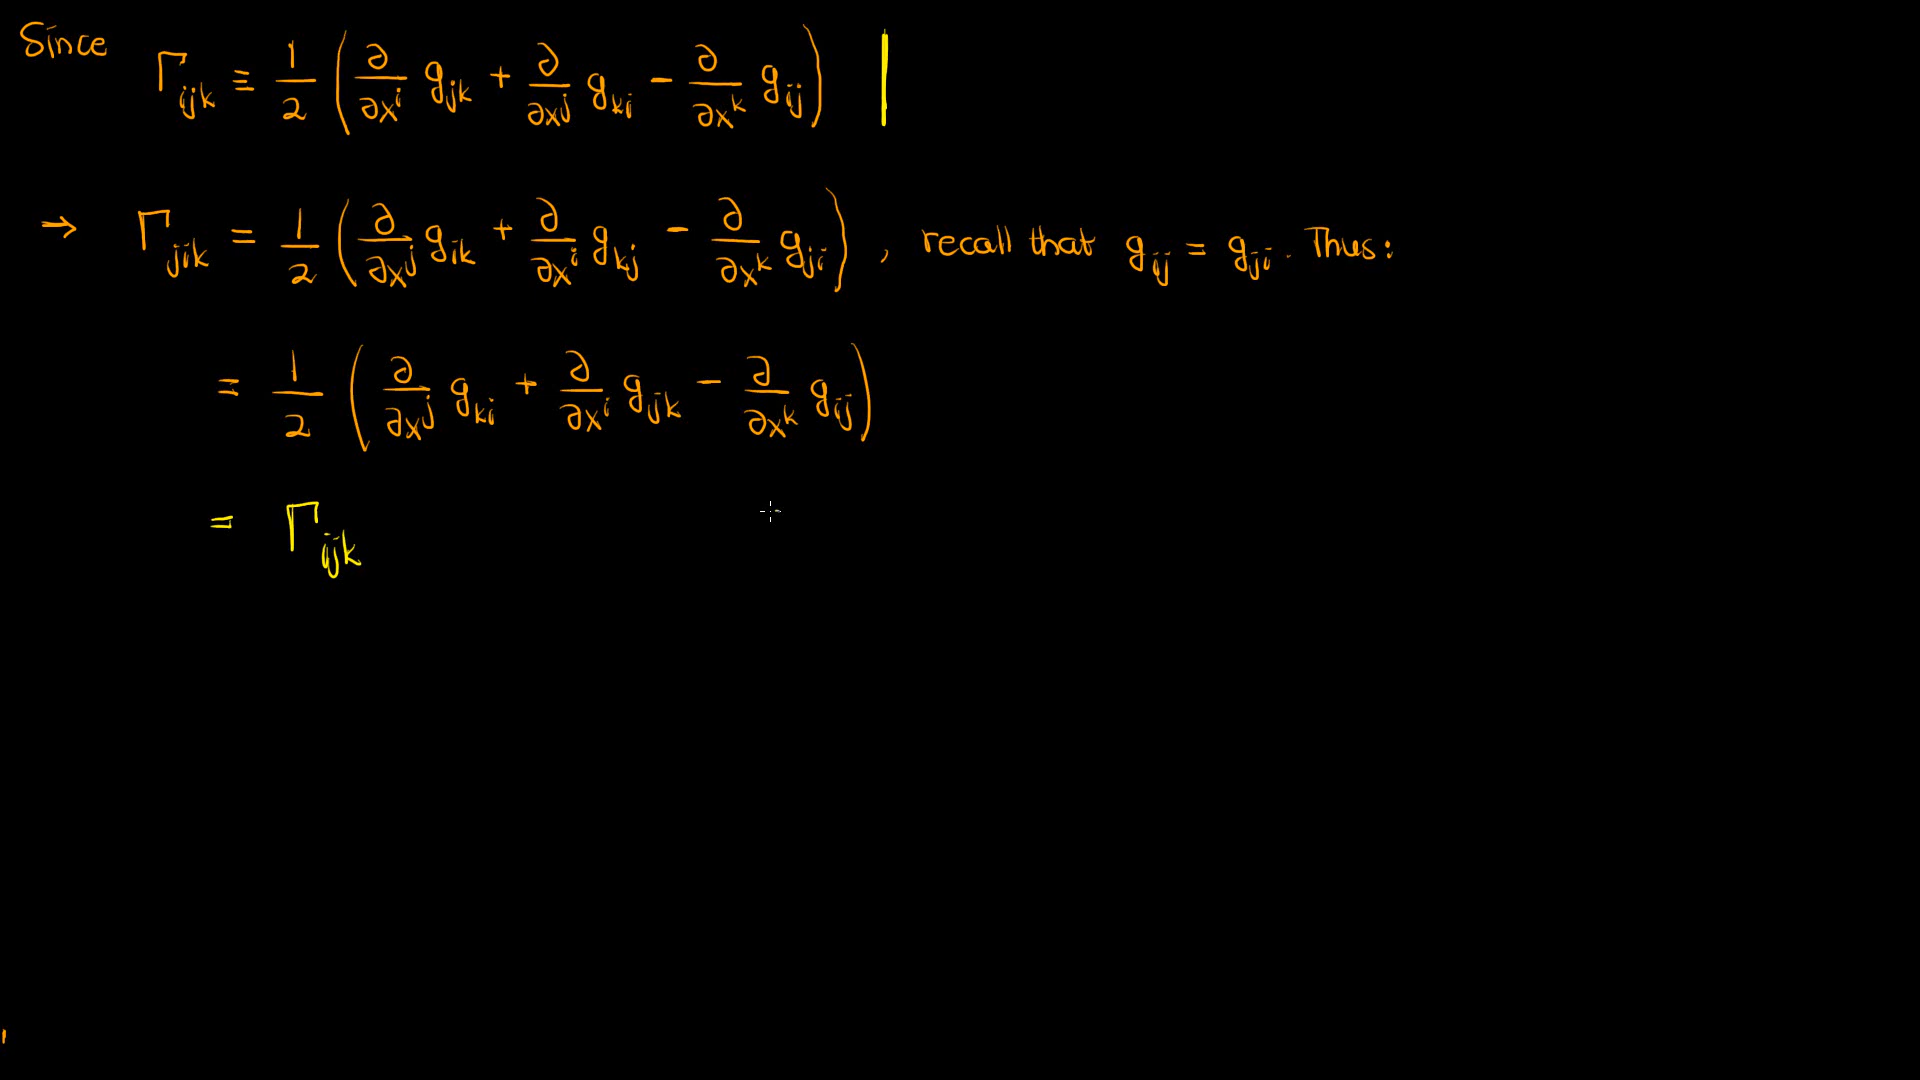 Since Γ_ijk ≡ 1/2 (∂/∂x^i g_jk + ∂/∂x^j g_ki − ∂/∂x^k g_ij) |
→ Γ_jik = 1/2 (∂/∂x^j g_ik + ∂/∂x^i g_kj − ∂/∂x^k g_ji) , recall that g_ij = g_ji . Thus:
= 1/2 (∂/∂x^j g_ki + ∂/∂x^i g_jk − ∂/∂x^k g_ij)
= Γ_ijk